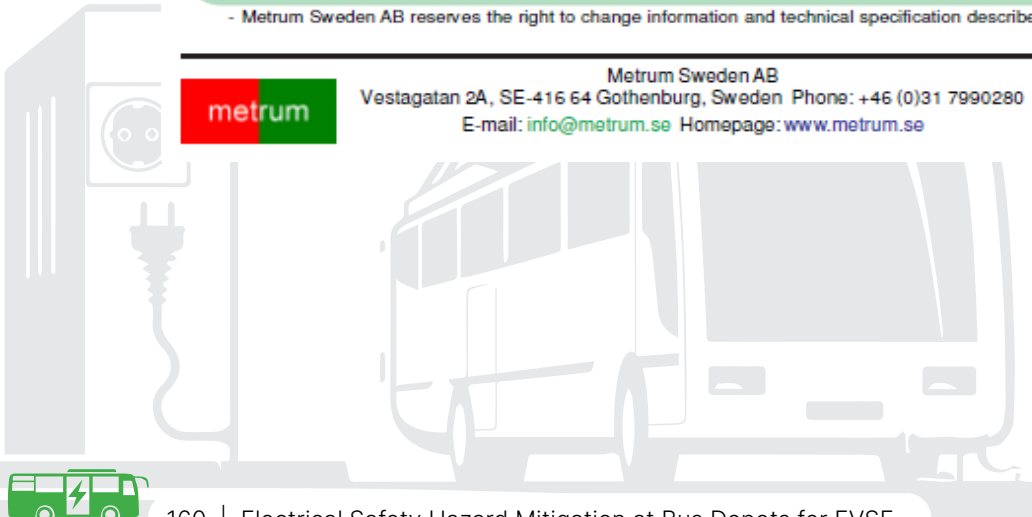 - Metrum Sweden AB reserves the right to change information and technical specification describe
metrum
Metrum Sweden AB
Vestagatan 2A, SE-416 64 Gothenburg, Sweden Phone: +46 (0)31 7990280
E-mail: info@metrum.se Homepage: www.metrum.se
160 | Electrical Safety Hazard Mitigation at Bus Depots for EVSE